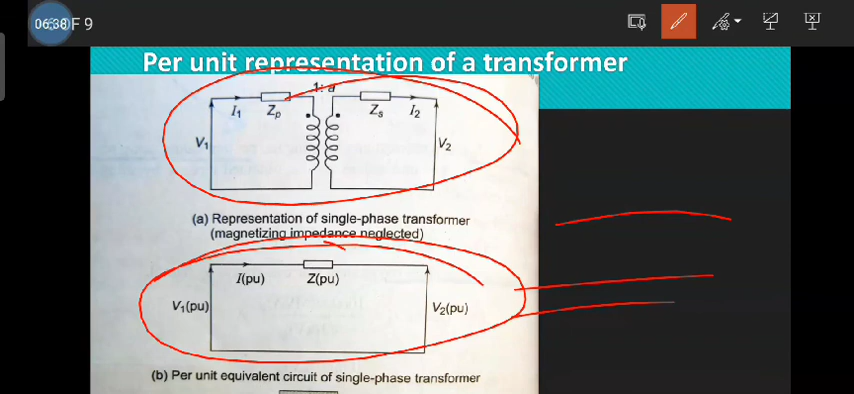 06:38
OF 9
Per unit representation of a transformer
1: a
I1
Zp
Zs
I2
V1
V2
(a) Representation of single-phase transformer
(magnetizing impedance neglected)
I(pu)
Z(pu)
V1(pu)
V2(pu)
(b) Per unit equivalent circuit of single-phase transformer